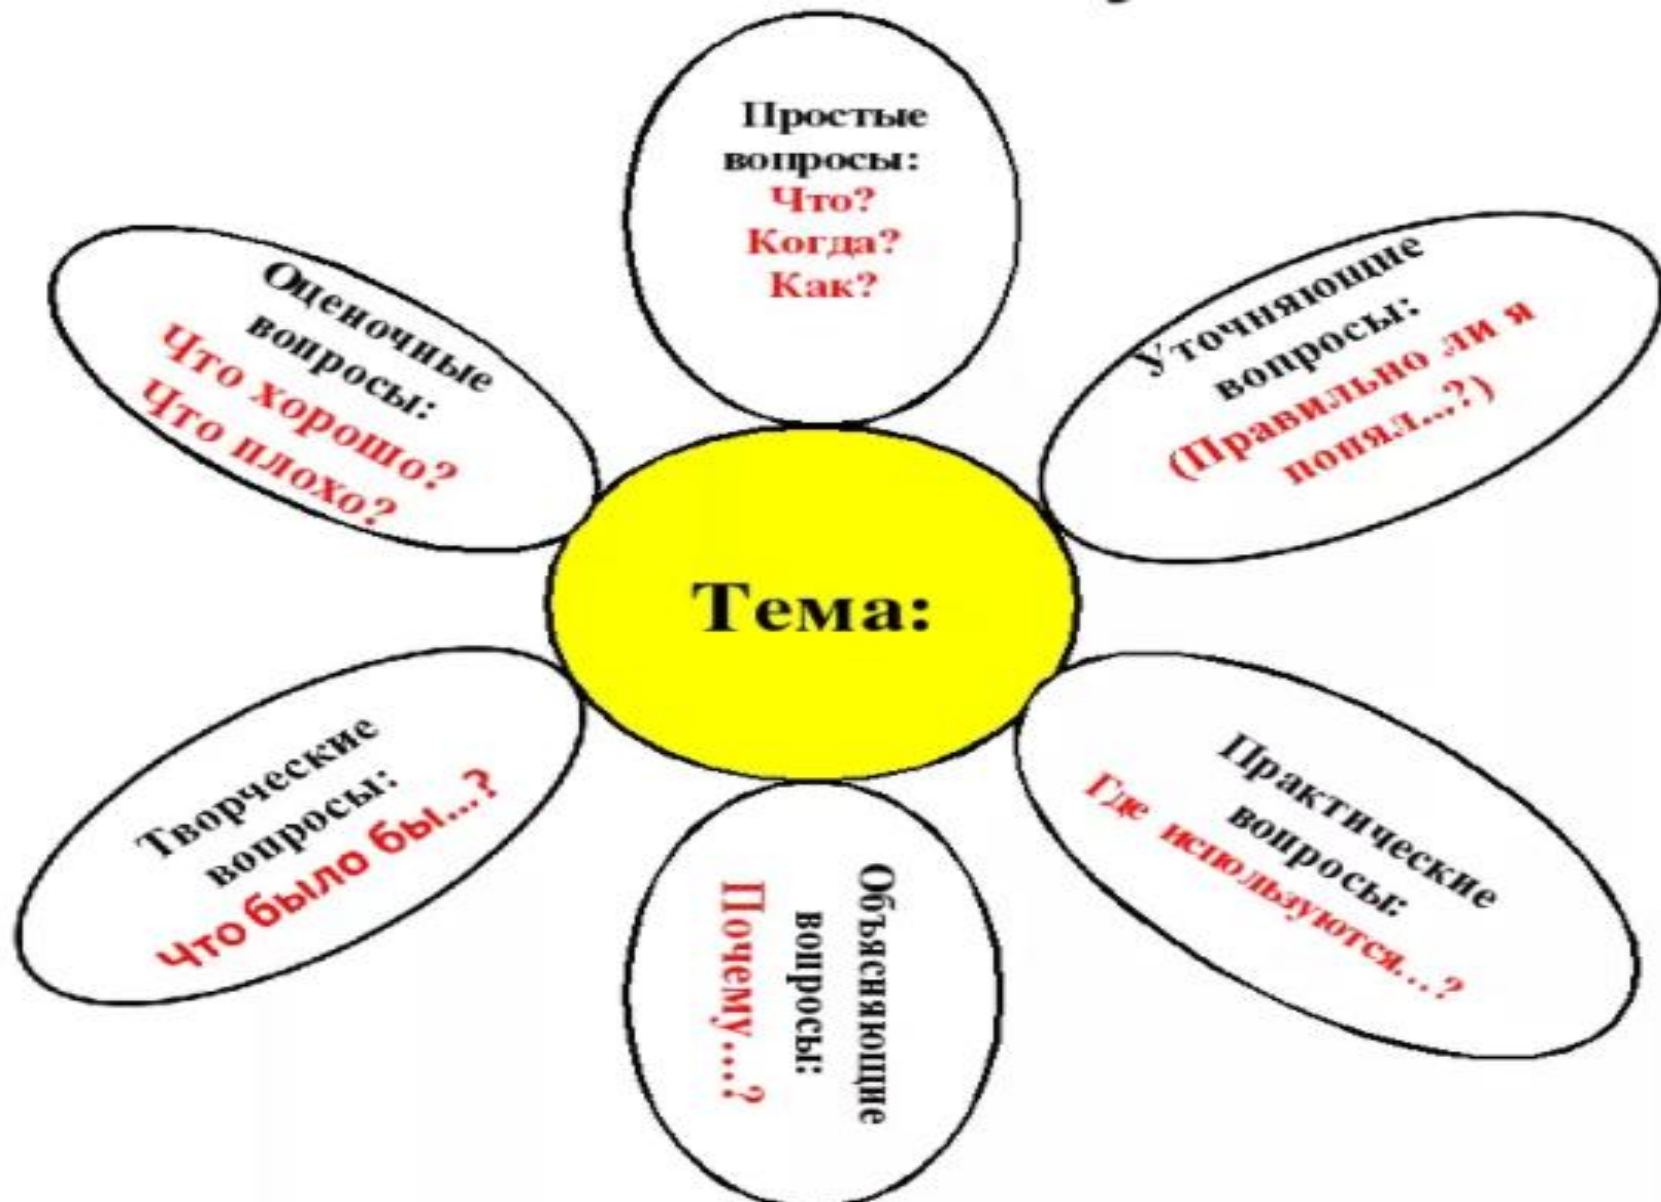 Простые
вопросы:
Что?
Когда?
Как?
Уточняющие
вопросы:
(Правильно ли я
понял...?)
Практические
вопросы:
Где используются...?
Объясняющие
вопросы:
Почему....?
Творческие
вопросы:
Что было бы...?
Оценочные
вопросы:
Что хорошо?
Что плохо?
Тема: